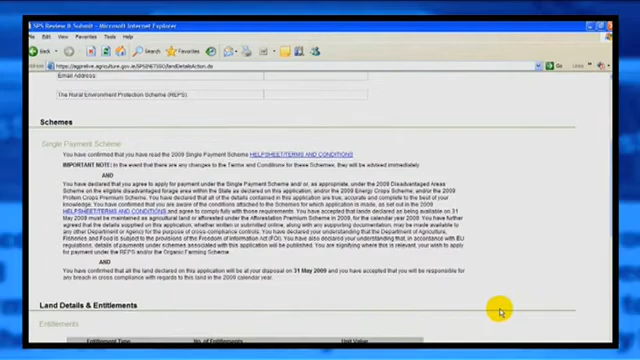 SPS Review & Submit - Microsoft Internet Explorer
File Edit View Favorites Tools Help
Back Search Favorites
https://agprelive.agriculture.gov.ie/SPSINETISO/landDetailsAction.do Go Links
Email Address:
The Rural Environment Protection Scheme (REPS)
Schemes
Single Payment Scheme
You have confirmed that you have read the 2009 Single Payment Scheme HELPSHEET/TERMS AND CONDITIONS
IMPORTANT NOTE: In the event that there are any changes to the Terms and Conditions for these Schemes, they will be advised immediately
AND
You have declared that you agree to apply for payment under the Single Payment Scheme and/ or, as appropriate, under the 2009 Disadvantaged Areas
Scheme on the eligible disadvantaged forage area within the State as declared on this application, and/or the 2009 Energy Crops Scheme, and/or the 2009
Protein Crops Premium Scheme. You have declared that all of the details contained in this application are true, accurate and complete to the best of your
knowledge. You have confirmed that you are aware of the conditions attached to the Schemes for which application is made, as set out in the 2009
HELPSHEET/TERMS AND CONDITIONS and agree to comply fully with those requirements. You have accepted that lands declared as being available on 31
May 2009 must be maintained as agricultural land or afforested under the afforestation Premium Scheme in 2009, for the calendar year 2009. You have further
agreed that the details supplied on this application, whether written or submitted online, along with any supporting documentation, may be made available to
any other Department or Agency for the purpose of cross-compliance controls. You have declared your understanding that the Department of Agriculture,
Fisheries and Food is subject to the provisions of the Freedom of Information Act (FOI). You have also declared your understanding that, in accordance with EU
regulations, details of payments under schemes associated with this application will be published. You are signifying where this is relevant, your wish to apply
for payment under the REPS and/or the Organic Farming Scheme.
AND
You have confirmed that all the land declared on this application will be at your disposal on 31 May 2009 and you have accepted that you will be responsible for
any breach in cross compliance with regards to this land in the 2009 calendar year.
Land Details & Entitlements
Entitlements
Entitlement Type No. of Entitlements Unit Value